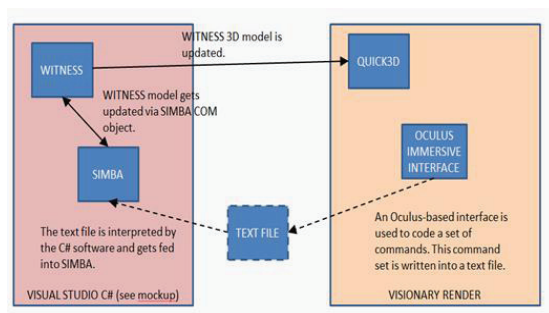 WITNESS 3D model is
updated.
WITNESS
QUICK3D
WITNESS model gets
updated via SIMBA COM
object.
OCULUS
IMMERSIVE
INTERFACE
SIMBA
TEXT FILE
The text file is interpreted by
the C# software and gets fed
into SIMBA.
An Oculus-based interface is
used to code a set of
commands. This command
set is written into a text file.
VISUAL STUDIO C# (see mockup)
VISIONARY RENDER